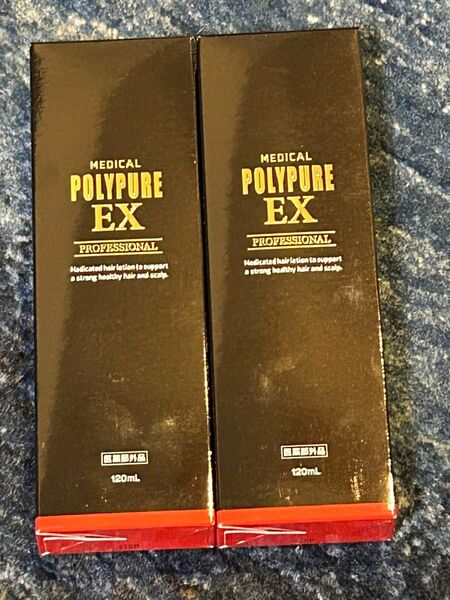 MEDICAL
POLYPURE
EX
PROFESSIONAL
Medicated hair lotion to support
a strong healthy hair and scalp.
医薬部外品
120mL
MEDICAL
POLYPURE
EX
PROFESSIONAL
Medicated hair lotion to support
a strong healthy hair and scalp.
医薬部外品
120mL